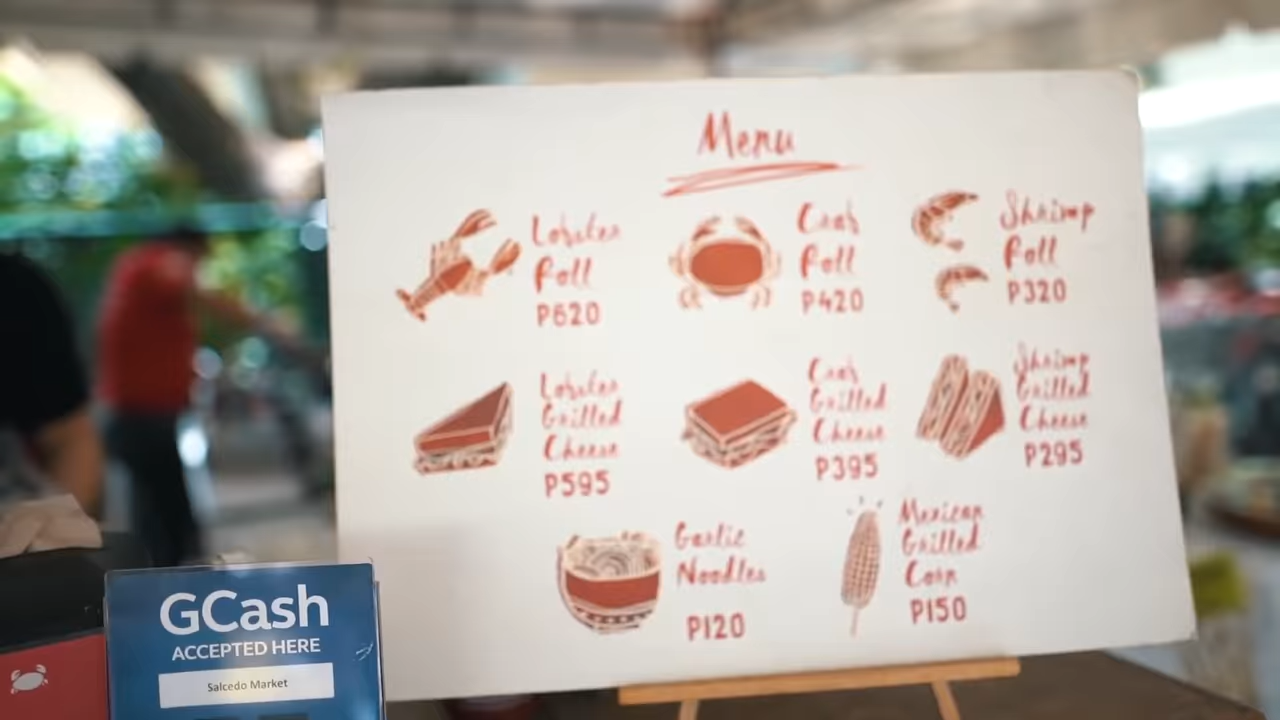 Menu
Lobster
Roll
P620
Crab
Roll
P420
Shrimp
Roll
P320
Lobster
Grilled
Cheese
P595
Crab
Grilled
Cheese
P395
Shrimp
Grilled
Cheese
P295
Garlic
Noodles
P120
Mexican
Grilled
Corn
P150
GCash
ACCEPTED HERE
Salcedo Market